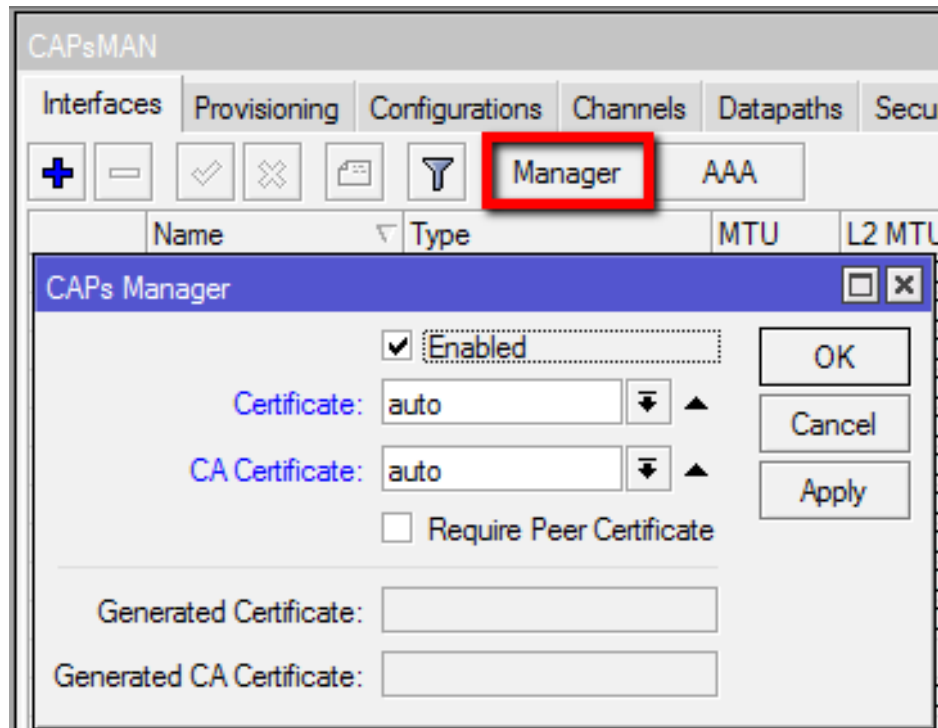 CAPsMAN
Interfaces Provisioning Configurations Channels Datapaths Secu
Manager AAA
Name Type MTU L2 MTU
CAPs Manager
Enabled OK
Certificate: auto Cancel
CA Certificate: auto Apply
Require Peer Certificate
Generated Certificate:
Generated CA Certificate: